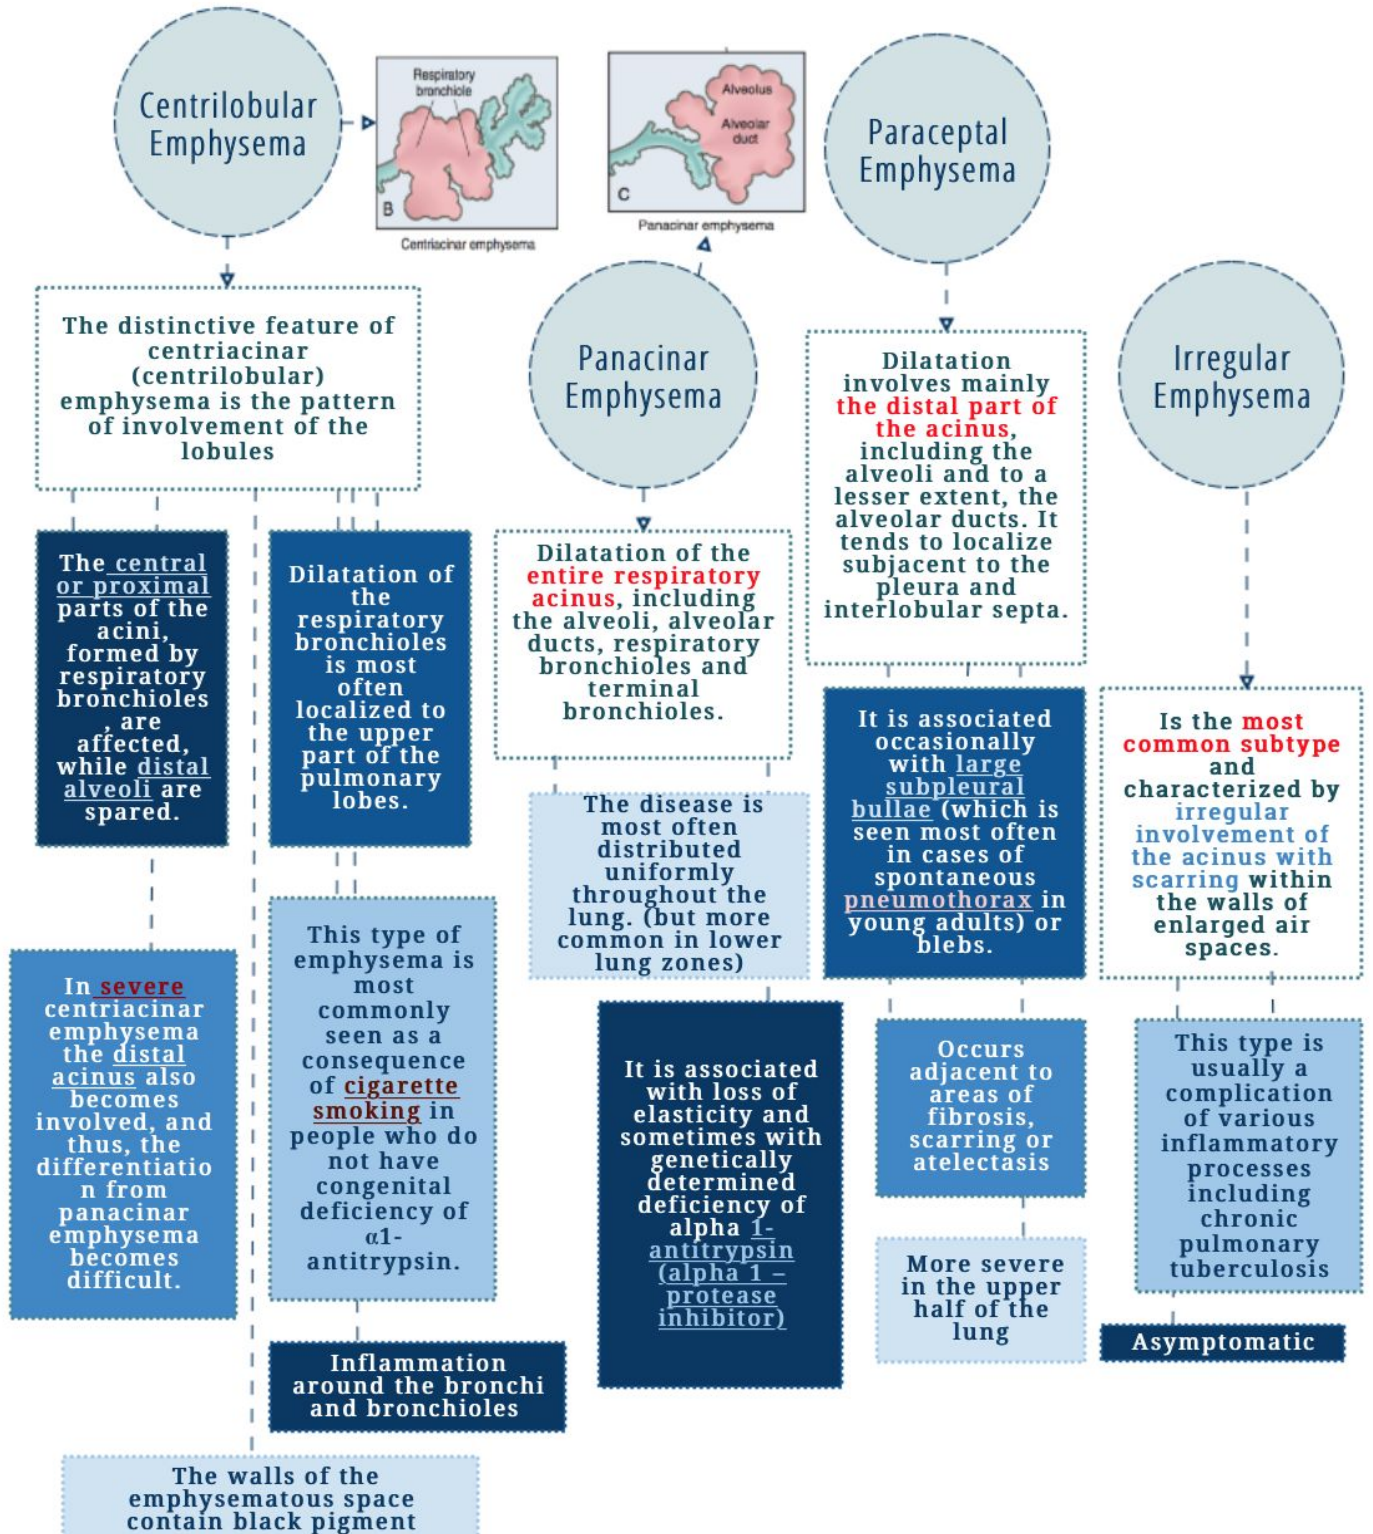 Centrilobular
Emphysema
Respiratory
bronchiole
B
Centriacinar emphysema
The distinctive feature of
centriacinar
(centrilobular)
emphysema is the pattern
of involvement of the
lobules
The central
or proximal
parts of the
acini,
formed by
respiratory
bronchioles
, are
affected,
while distal
alveoli are
spared.
In severe
centriacinar
emphysema
the distal
acinus also
becomes
involved, and
thus, the
differentiatio
n from
panacinar
emphysema
becomes
difficult.
Dilatation of
the
respiratory
bronchioles
is most
often
localized to
the upper
part of the
pulmonary
lobes.
This type of
emphysema is
most
commonly
seen as a
consequence
of cigarette
smoking in
people who do
not have
congenital
deficiency of
α1-
antitrypsin.
Inflammation
around the bronchi
and bronchioles
The walls of the
emphysematous space
contain black pigment
Alveolus
Alveolar
duct
C
Panacinar emphysema
Panacinar
Emphysema
Dilatation of the
entire respiratory
acinus, including
the alveoli, alveolar
ducts, respiratory
bronchioles and
terminal
bronchioles.
The disease is
most often
distributed
uniformly
throughout the
lung. (but more
common in lower
lung zones)
It is associated
with loss of
elasticity and
sometimes with
genetically
determined
deficiency of
alpha 1-
antitrypsin
(alpha 1 –
protease
inhibitor)
Paraceptal
Emphysema
Dilatation
involves mainly
the distal part of
the acinus,
including the
alveoli and to a
lesser extent, the
alveolar ducts. It
tends to localize
subjacent to the
pleura and
interlobular septa.
It is associated
occasionally
with large
subpleural
bullae (which is
seen most often
in cases of
spontaneous
pneumothorax in
young adults) or
blebs.
Occurs
adjacent to
areas of
fibrosis,
scarring or
atelectasis
More severe
in the upper
half of the
lung
Irregular
Emphysema
Is the most
common subtype
and
characterized by
irregular
involvement of
the acinus with
scarring within
the walls of
enlarged air
spaces.
This type is
usually a
complication
of various
inflammatory
processes
including
chronic
pulmonary
tuberculosis
Asymptomatic